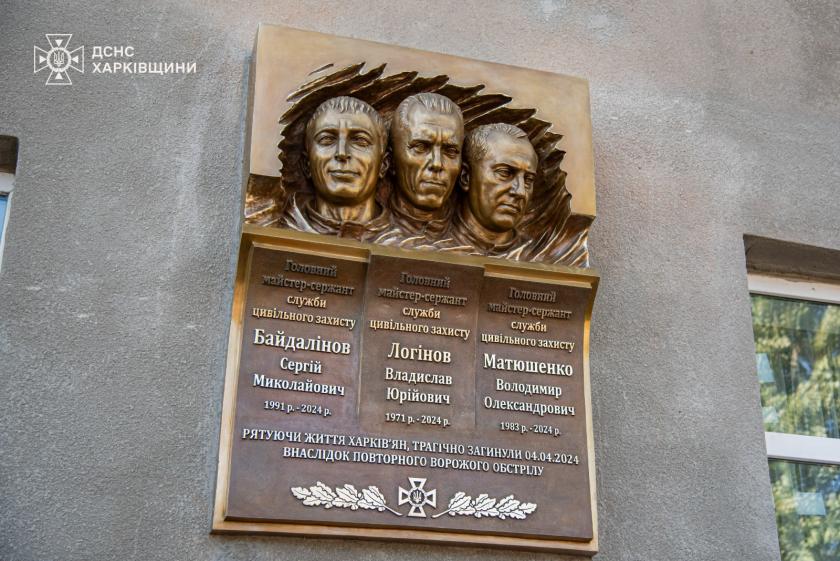 ДСНС
ХАРКІВЩИНИ
Головний
майстер-сержант
служби
цивільного захисту
Байдалінов
Сергій
Миколайович
1991 р. - 2024 р.
Головний
майстер-сержант
служби
цивільного захисту
Логінов
Владислав
Юрійович
1971 р. - 2024 р.
Головний
майстер-сержант
служби
цивільного захисту
Матюшенко
Володимир
Олександрович
1983 р. - 2024 р.
РЯТУЮЧИ ЖИТТЯ ХАРКІВ'ЯН, ТРАГІЧНО ЗАГИНУЛИ 04.04.2024
ВНАСЛІДОК ПОВТОРНОГО ВОРОЖОГО ОБСТРІЛУ